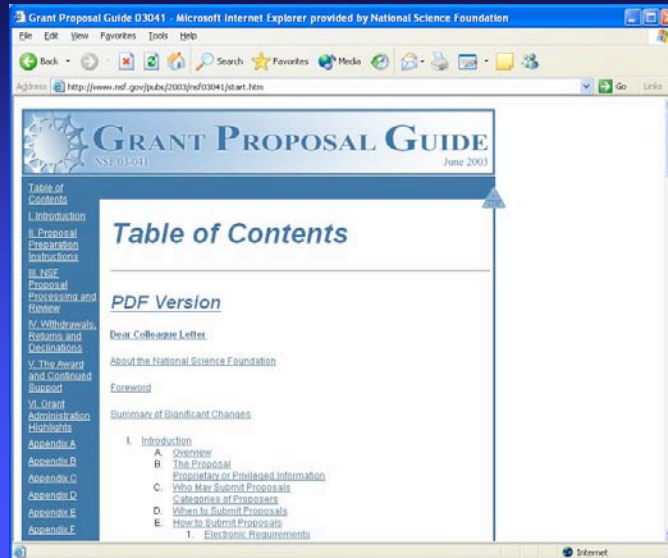 Grant Proposal Guide 03041 - Microsoft Internet Explorer provided by National Science Foundation
File Edit View Favorites Tools Help
Back Search Favorites Media
Address http://www.nsf.gov/pubs/2003/nsf03041/start.htm Go Links
GRANT PROPOSAL GUIDE
NSF 03-041 June 2003
TOP
Table of
Contents
I. Introduction
II. Proposal
Preparation
Instructions
III. NSF
Proposal
Processing and
Review
IV. Withdrawals,
Returns and
Declinations
V. The Award
and Continued
Support
VI. Grant
Administration
Highlights
Appendix A
Appendix B
Appendix C
Appendix D
Appendix E
Appendix F
Table of Contents
PDF Version
Dear Colleague Letter
About the National Science Foundation
Foreword
Summary of Significant Changes
I. Introduction
A. Overview
B. The Proposal
Proprietary or Privileged Information
C. Who May Submit Proposals
Categories of Proposers
D. When to Submit Proposals
E. How to Submit Proposals
1. Electronic Requirements
Internet